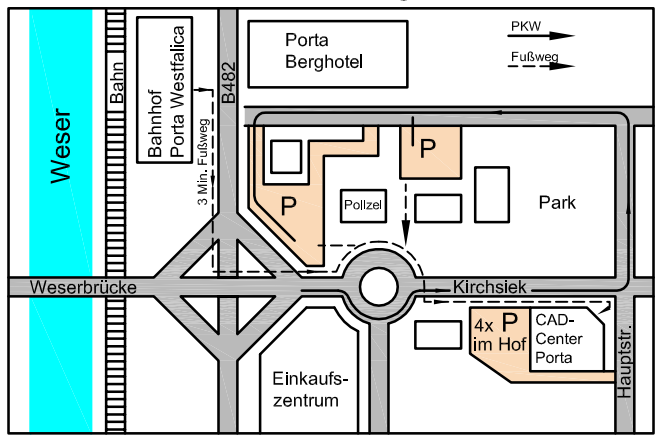 PKW
Fußweg
Porta
Berghotel
Bahnhof
Porta Westfalica
B482
Bahn
Weser
3 Min. Fußweg
P
P
Pollzel
Park
Weserbrücke
Kirchsiek
4x P
im Hof
CAD-
Center
Porta
Hauptstr.
Einkaufs-
zentrum